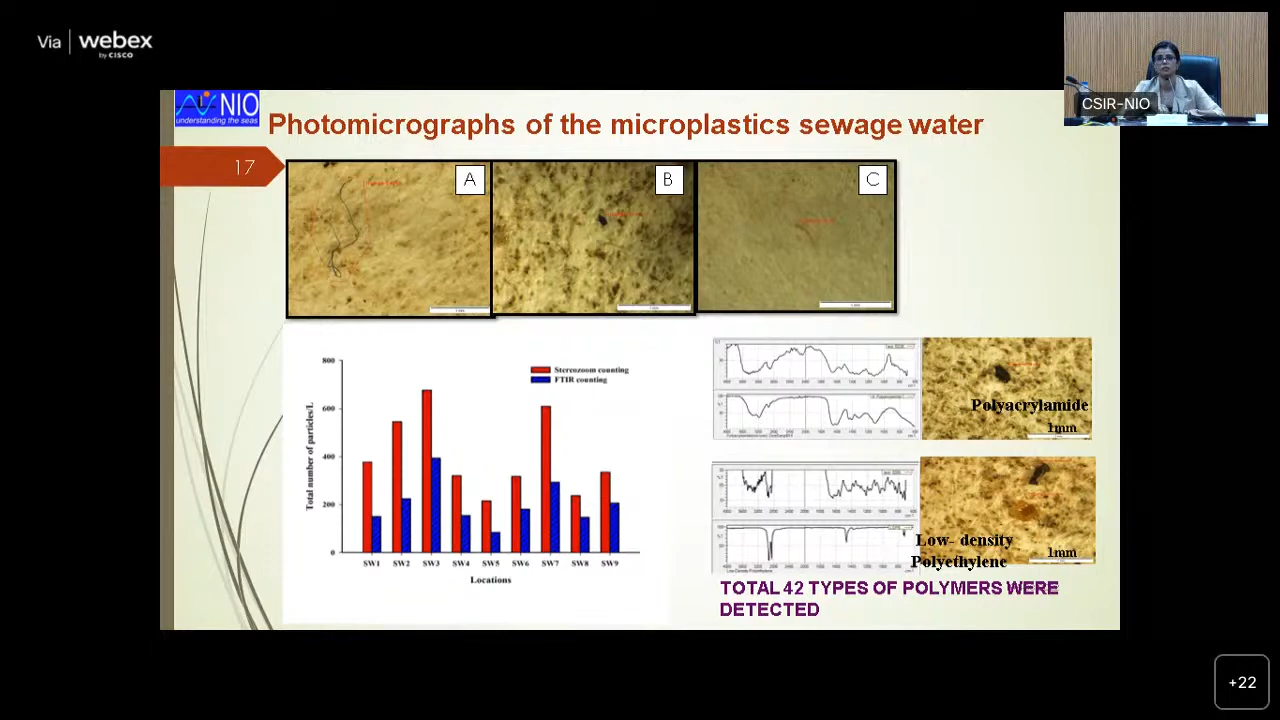 Via webex
by CISCO
CSIR-NIO
NIO
understanding the seas
Photomicrographs of the microplastics sewage water
17
A
B
C
800
600
400
200
0
Total number of particles/L
Stereozoom counting
FTIR counting
SW1 SW2 SW3 SW4 SW5 SW6 SW7 SW8 SW9
Locations
Polyacrylamide
1mm
Low- density
Polyethylene
1mm
TOTAL 42 TYPES OF POLYMERS WERE
DETECTED
+22